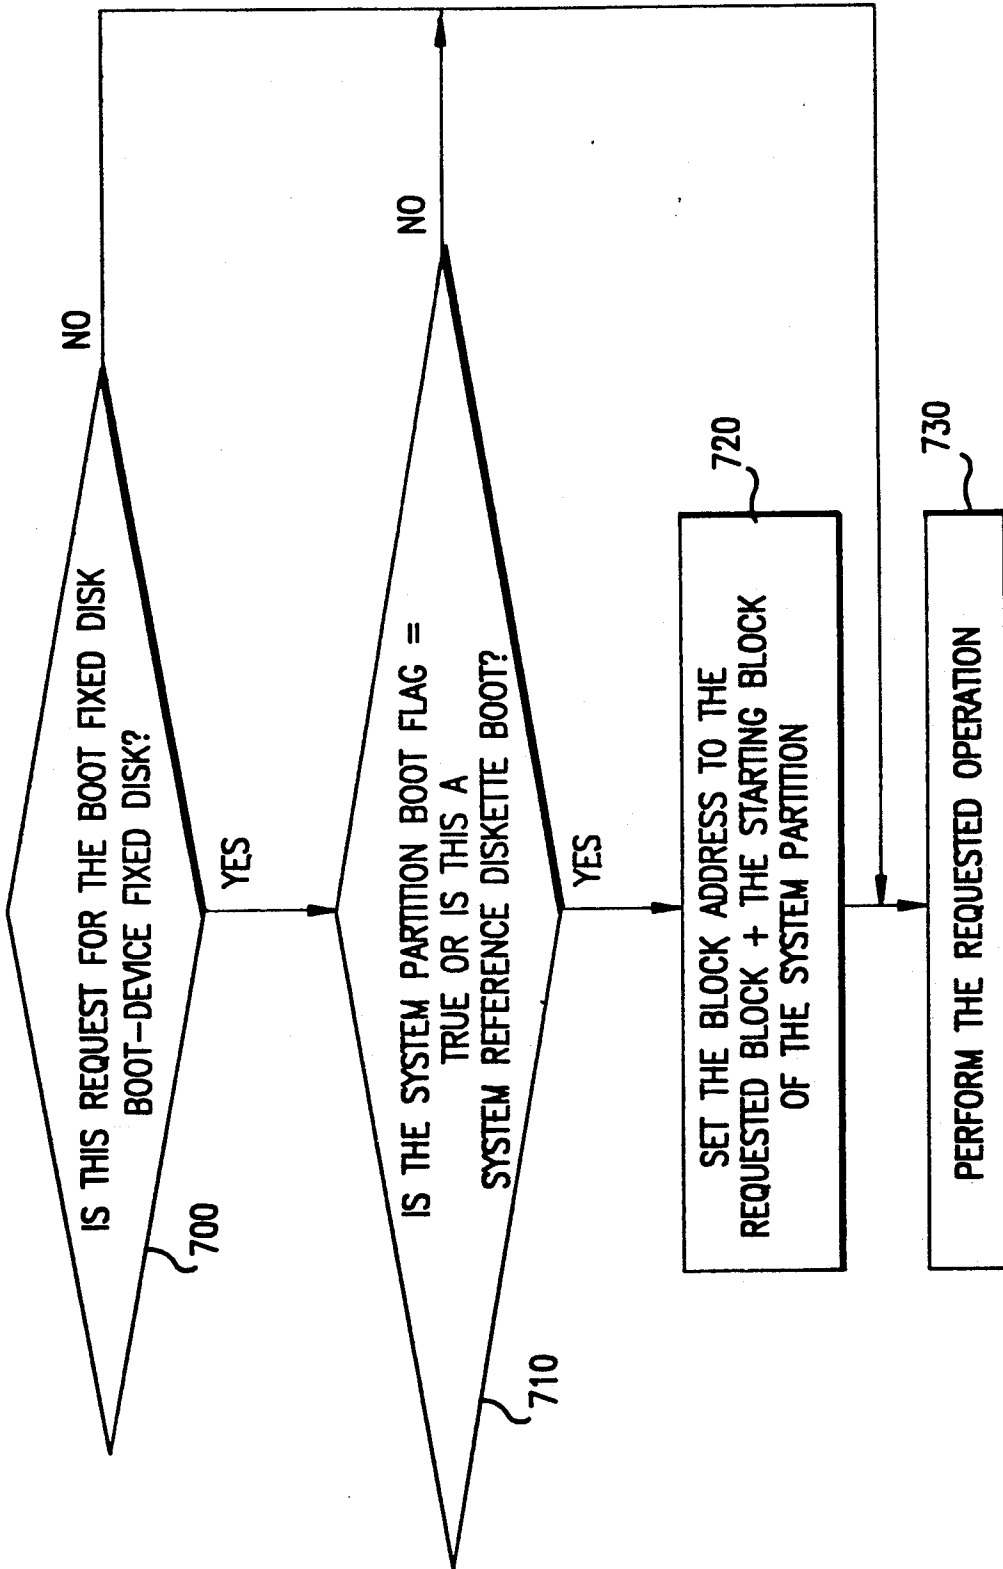 IS THIS REQUEST FOR THE BOOT FIXED DISK
BOOT-DEVICE FIXED DISK?
NO
700
YES
IS THE SYSTEM PARTITION BOOT FLAG =
TRUE OR IS THIS A
SYSTEM REFERENCE DISKETTE BOOT?
NO
710
YES
720
SET THE BLOCK ADDRESS TO THE
REQUESTED BLOCK + THE STARTING BLOCK
OF THE SYSTEM PARTITION
730
PERFORM THE REQUESTED OPERATION